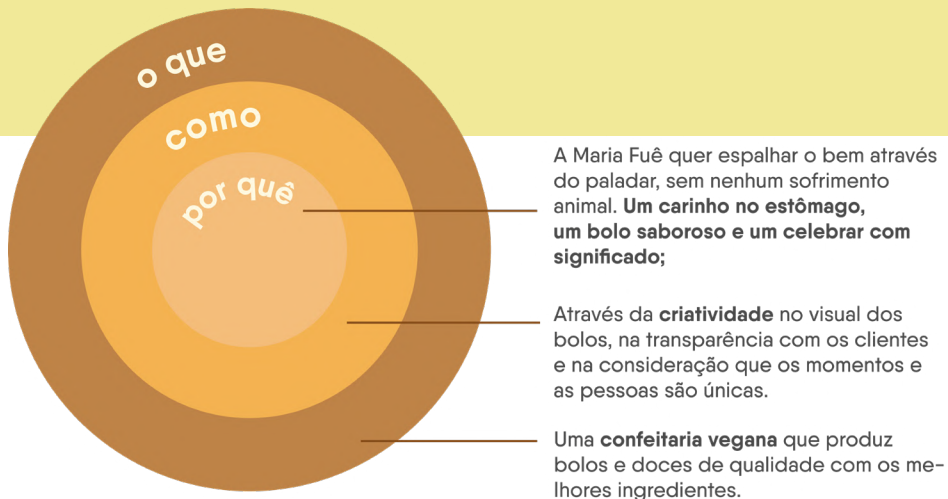 o que
como
por quê
A Maria Fuê quer espalhar o bem através
do paladar, sem nenhum sofrimento
animal. Um carinho no estômago,
um bolo saboroso e um celebrar com
significado;
Através da criatividade no visual dos
bolos, na transparência com os clientes
e na consideração que os momentos e
as pessoas são únicas.
Uma confeitaria vegana que produz
bolos e doces de qualidade com os me-
lhores ingredientes.